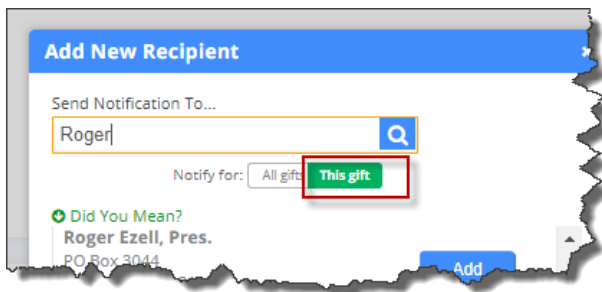 Add New Recipient
Send Notification To...
Roger
Notify for: All gift This gift
Did You Mean?
Roger Ezell, Pres.
PO Box 3044
Add